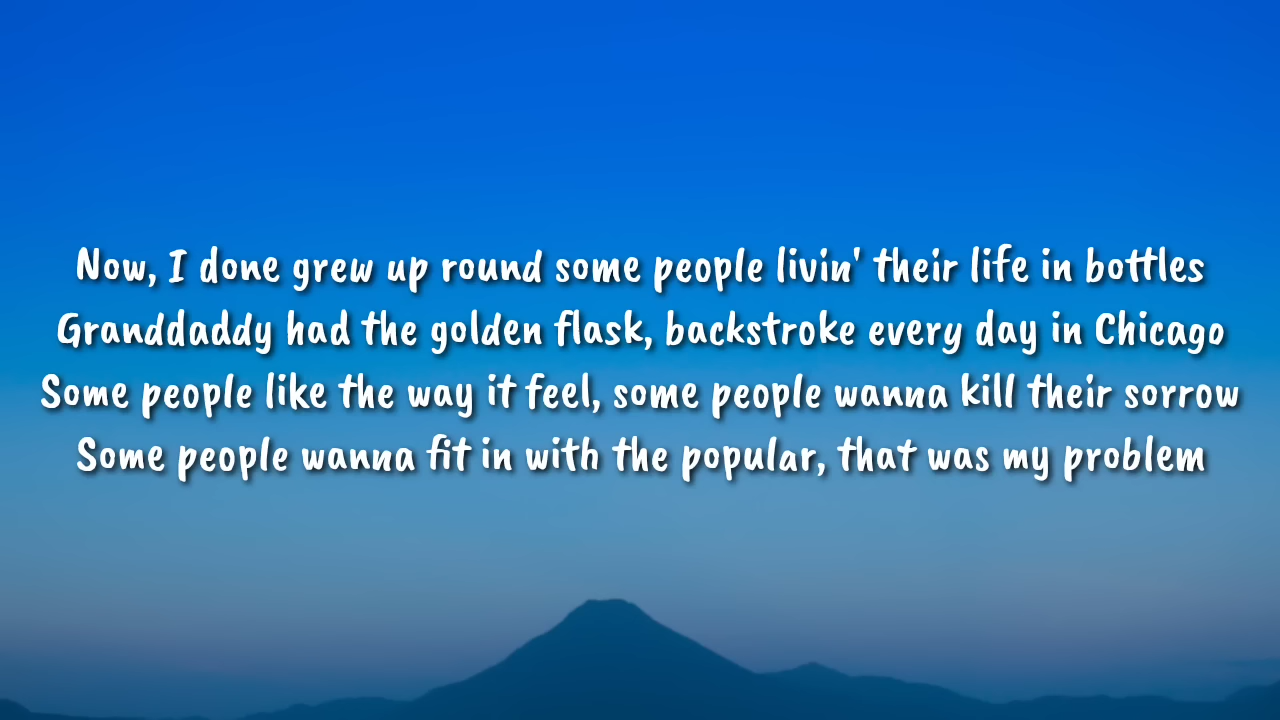 Now, I done grew up round some people livin' their life in bottles
Granddaddy had the golden flask, backstroke every day in Chicago
Some people like the way it feel, some people wanna kill their sorrow
Some people wanna fit in with the popular, that was my problem